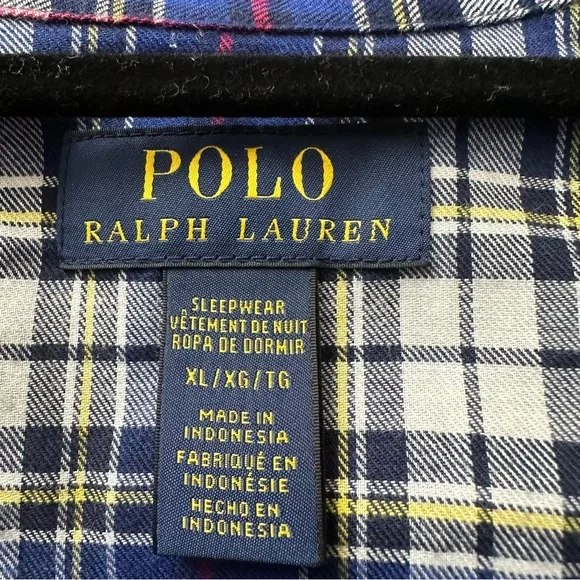 POLO
RALPH LAUREN
SLEEPWEAR
VÊTEMENT DE NUIT
ROPA DE DORMIR
XL/XG/TG
MADE IN
INDONESIA
FABRIQUÉ EN
INDONÉSIE
HECHO EN
INDONESIA